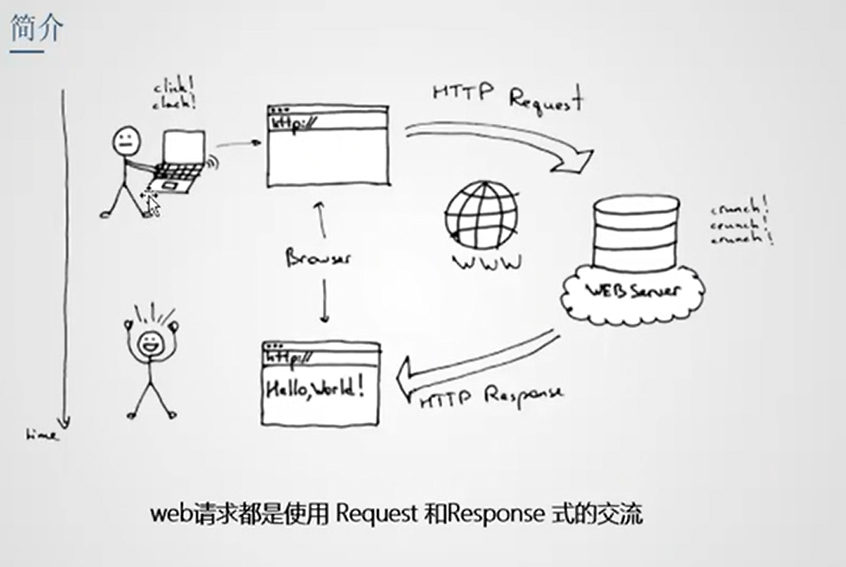 简介
click!
clack!
HTTP Request
http://
crunch!
crunch!
crunch!
WWW
Browser
WEB Server
http://
Hello, World!
HTTP Response
time
web请求都是使用 Request 和Response 式的交流